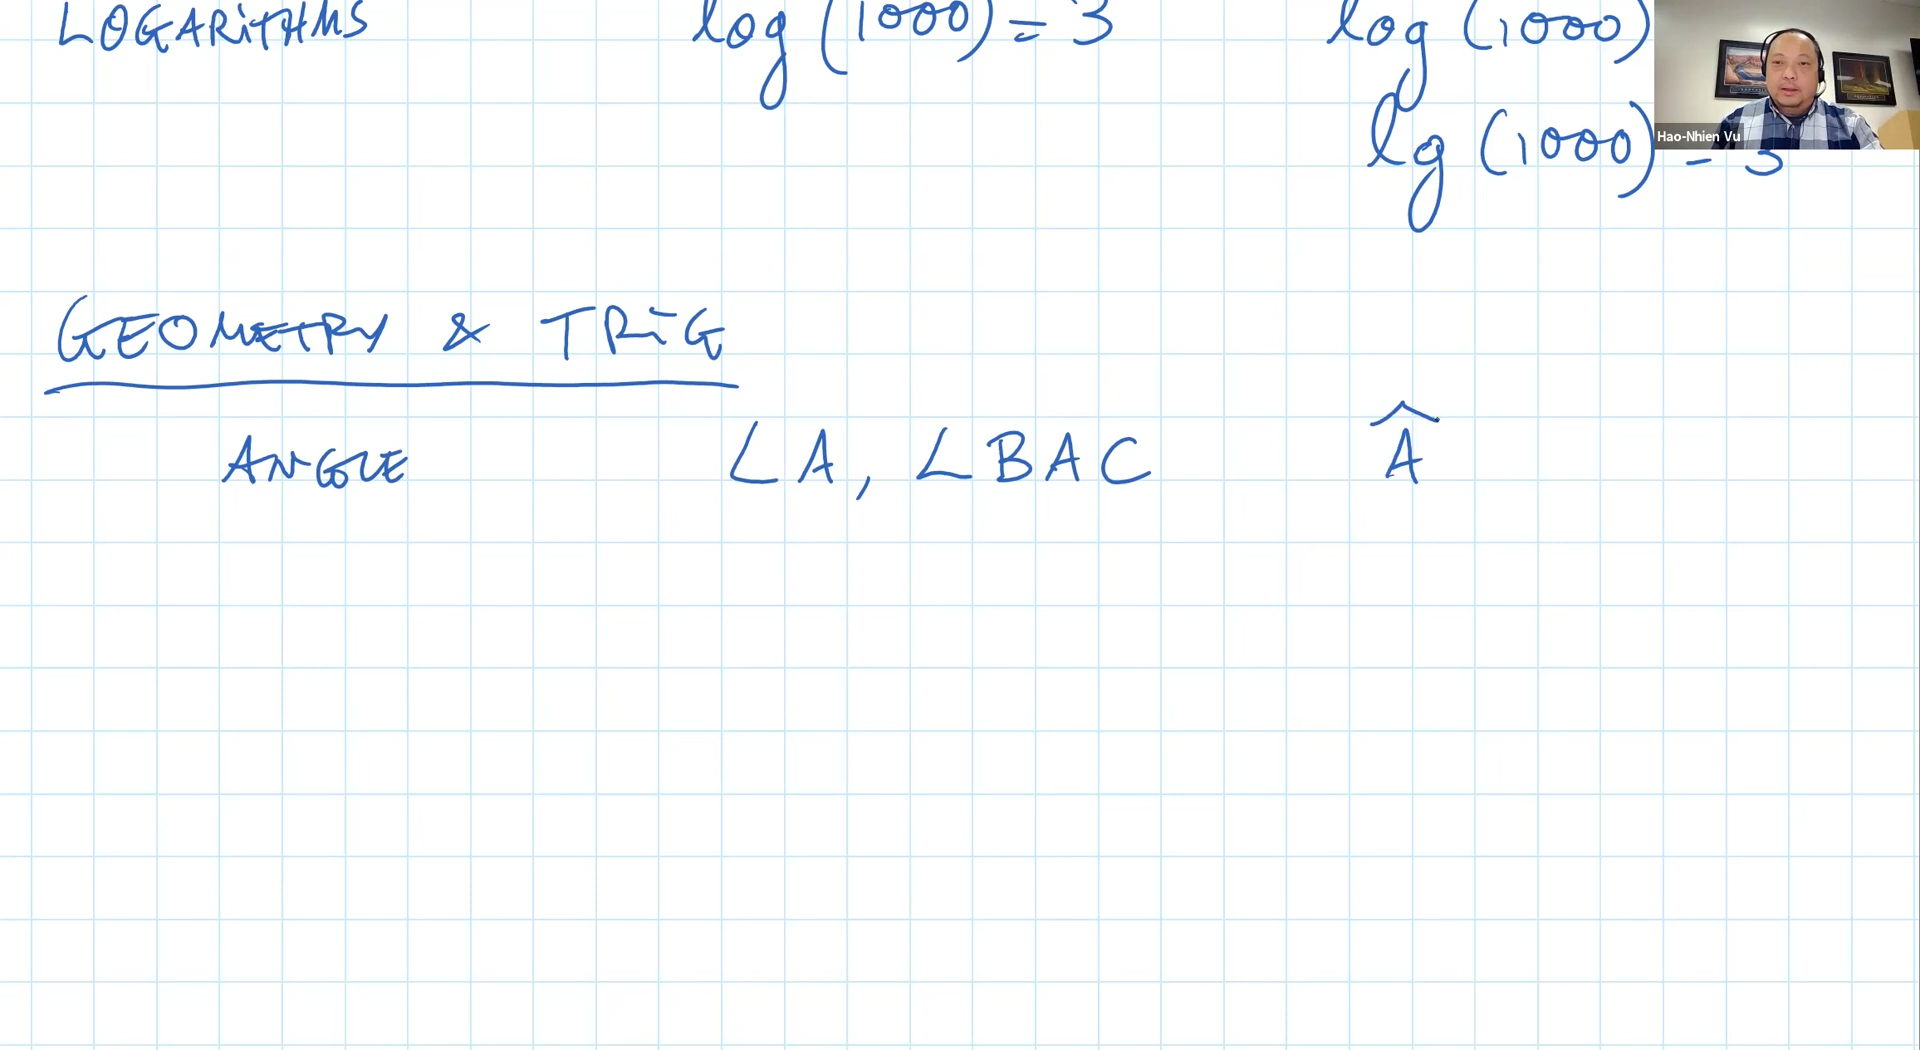 LOGARiTHMS log (1000) = 3 log (1000)
lg (1000) = 3
Hao-Nhien Vu
GEOMETRY & TRiG
ANGLE ∠A, ∠BAC Â